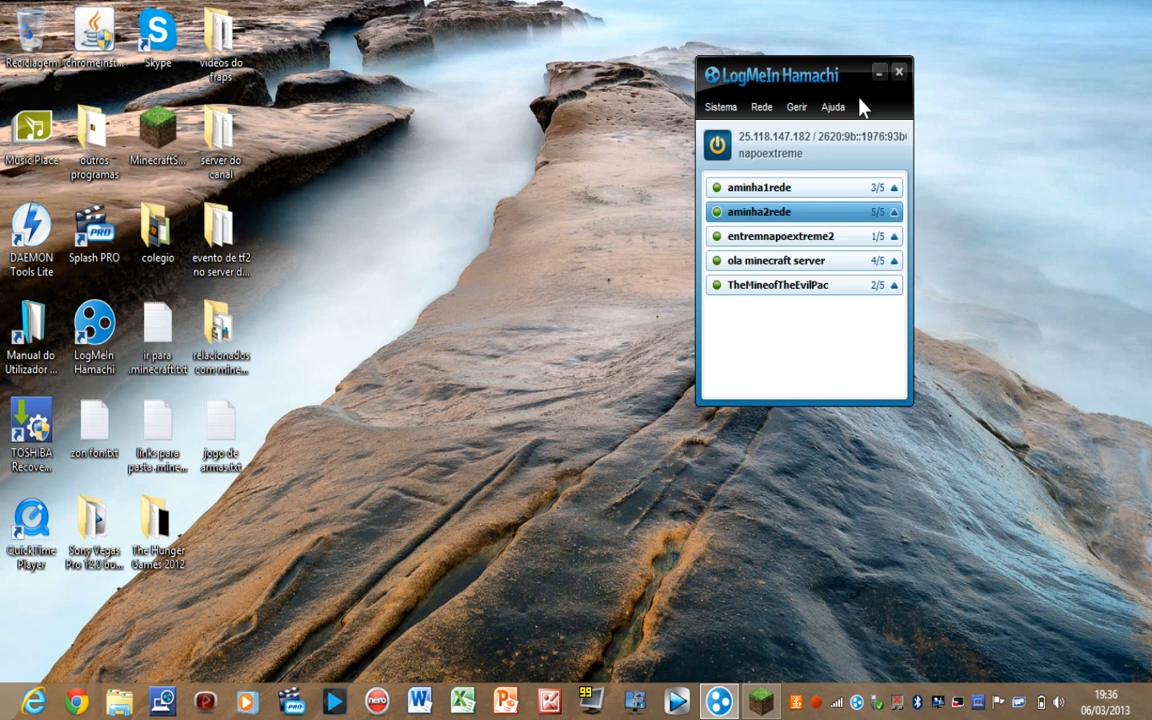 Reciclagem
chromeinst...
Skype
videos do
fraps
Music Place
outros
programas
MinecraftS...
server do
canal
DAEMON
Tools Lite
Splash PRO
colegio
evento de tf2
no server d...
Manual do
Utilizador ...
LogMeIn
Hamachi
ir para
.minecraft.txt
relacionados
com mine...
TOSHIBA
Recove...
zon fon.txt
links para
pasta .mine...
jogo de
armas.txt
QuickTime
Player
Sony Vegas
Pro 12.0 bu...
The Hunger
Games 2012
LogMeIn Hamachi
Sistema Rede Gerir Ajuda
25.118.147.182 / 2620:9b::1976:93b
napoextreme
aminha1rede 3/5
aminha2rede 5/5
entremnapoextreme2 1/5
ola minecraft server 4/5
TheMineofTheEvilPac 2/5
PRO
nero
99
19:36
06/03/2013